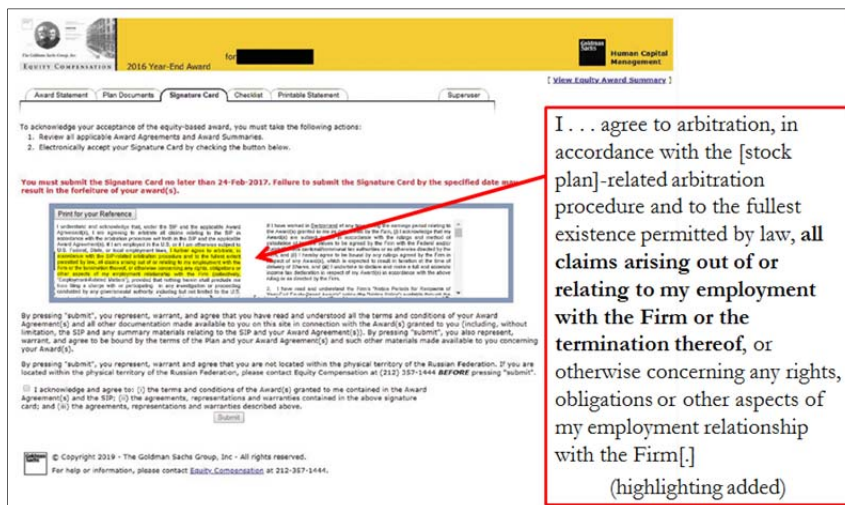 The Goldman Sachs Group, Inc.
EQUITY COMPENSATION
2016 Year-End Award
for
Goldman
Sachs
Human Capital
Management
[ View Equity Award Summary ]
Award Statement
Plan Documents
Signature Card
Checklist
Printable Statement
Superuser
To acknowledge your acceptance of the equity-based award, you must take the following actions:
1. Review all applicable Award Agreements and Award Summaries.
2. Electronically accept your Signature Card by checking the button below.
You must submit the Signature Card no later than 24-Feb-2017. Failure to submit the Signature Card by the specified date may
result in the forfeiture of your award(s).
Print for your Reference
By pressing "submit", you represent, warrant, and agree that you have read and understood all the terms and conditions of your Award
Agreement(s) and all other documentation made available to you on this site in connection with the Award(s) granted to you (including, without
limitation, the SIP and any summary materials relating to the SIP and your Award Agreement(s)). By pressing "submit", you also represent,
warrant, and agree to be bound by the terms of the Plan and your Award Agreement(s) and such other materials made available to you concerning
your Award(s).
By pressing "submit", you represent, warrant and agree that you are not located within the physical territory of the Russian Federation. If you are
located within the physical territory of the Russian Federation, please contact Equity Compensation at (212) 357-1444 BEFORE pressing "submit".
I acknowledge and agree to: (i) the terms and conditions of the Award(s) granted to me contained in the Award
Agreement(s) and the SIP; (ii) the agreements, representations and warranties contained in the above signature
card; and (iii) the agreements, representations and warranties described above.
Submit
Goldman
Sachs
© Copyright 2019 - The Goldman Sachs Group, Inc - All rights reserved.
For help or information, please contact Equity Compensation at 212-357-1444.
I . . . agree to arbitration, in
accordance with the [stock
plan]-related arbitration
procedure and to the fullest
existence permitted by law, all
claims arising out of or
relating to my employment
with the Firm or the
termination thereof, or
otherwise concerning any rights,
obligations or other aspects of
my employment relationship
with the Firm[.]
(highlighting added)